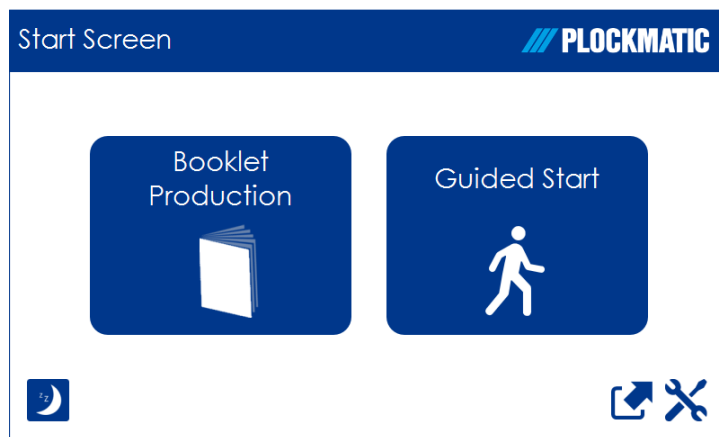 Start Screen
PLOCKMATIC
Booklet
Production
Guided Start
z z